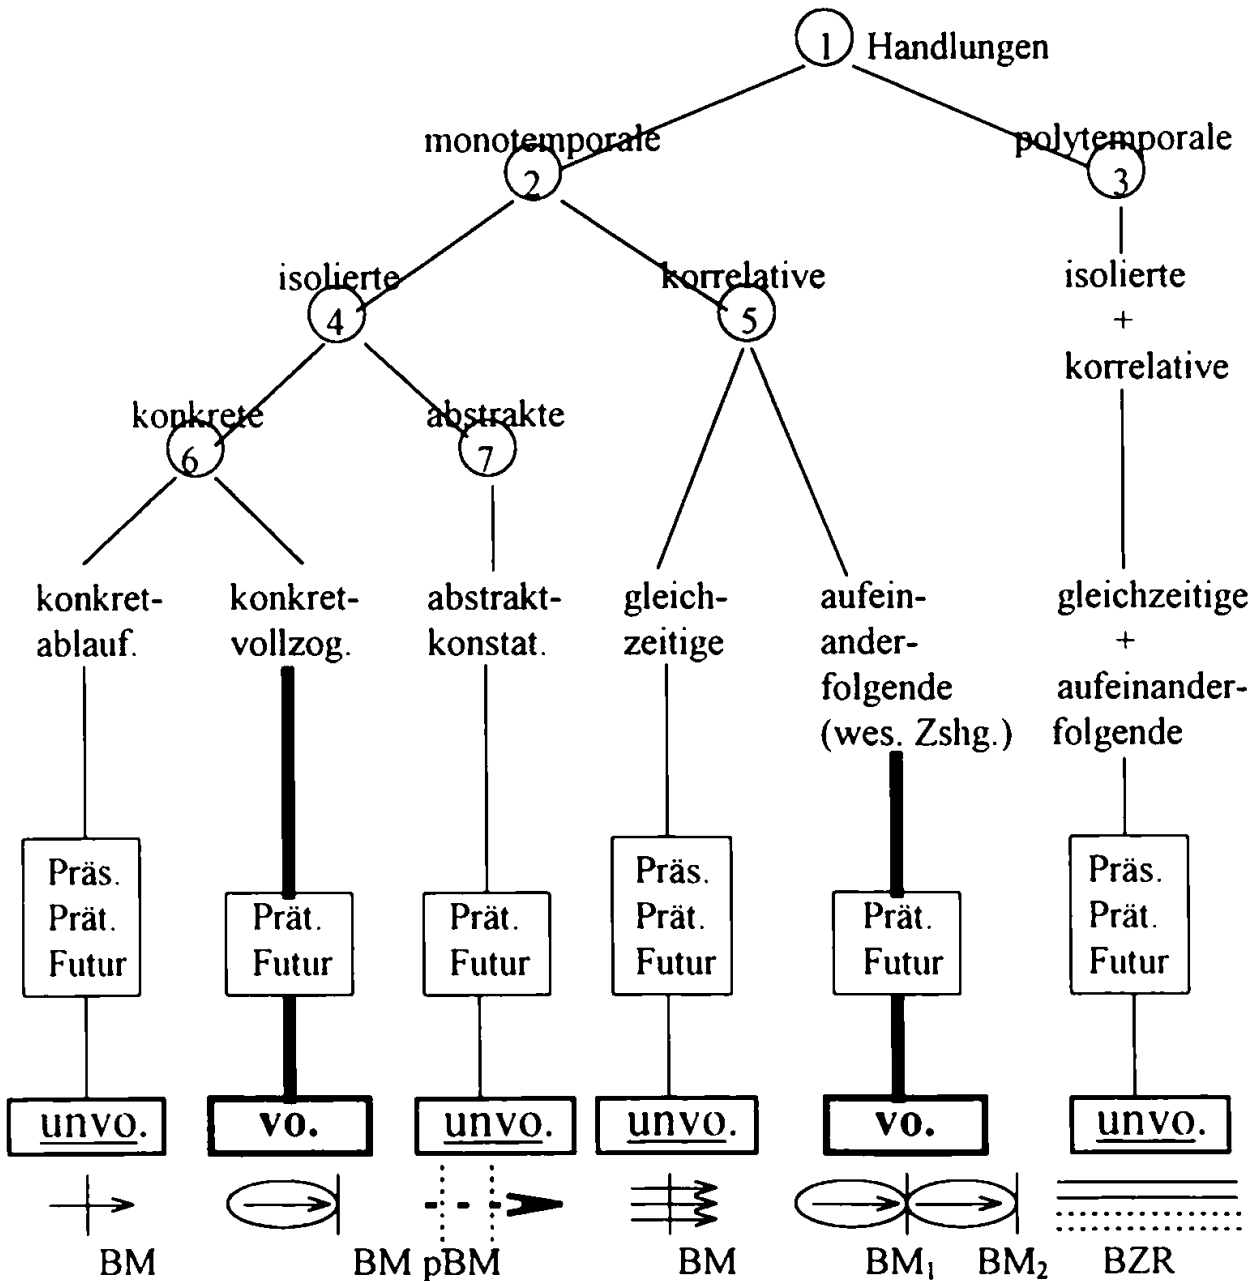 1 Handlungen
monotemporale
polytemporale
2
3
isolierte
korrelative
isolierte
+
korrelative
4
5
konkrete
abstrakte
6
7
konkret-
ablauf.
konkret-
vollzog.
abstrakt-
konstat.
gleich-
zeitige
aufein-
ander-
folgende
(wes. Zshg.)
gleichzeitige
+
aufeinander-
folgende
Präs.
Prät.
Futur
Prät.
Futur
Prät.
Futur
Präs.
Prät.
Futur
Prät.
Futur
Präs.
Prät.
Futur
unvo.
vo.
unvo.
unvo.
vo.
unvo.
BM
BM
pBM
BM
BM₁
BM₂
BZR